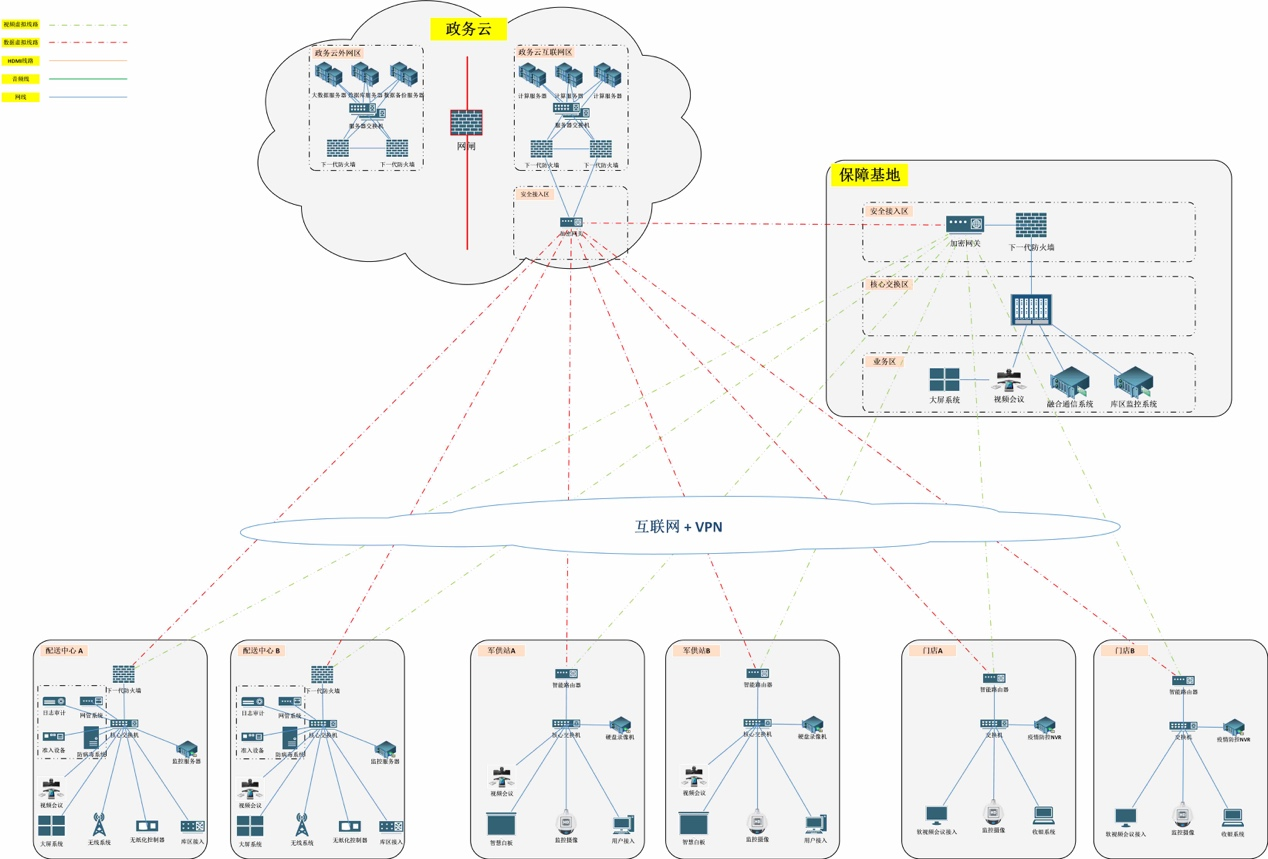 视频虚拟线路
数据虚拟线路
HDMI线路
音频线
网线
政务云
政务云外网区
大数据服务器 数据库服务器 数据备份服务器
服务器交换机
下一代防火墙 下一代防火墙
网闸
政务云互联网区
计算服务器 计算服务器 计算服务器
服务器交换机
下一代防火墙 下一代防火墙
安全接入区
加密网关
保障基地
安全接入区
加密网关 下一代防火墙
核心交换区
业务区
大屏系统 视频会议 融合通信系统 库区监控系统
互联网 + VPN
配送中心 A
下一代防火墙
日志审计 网管系统
核心交换机
准入设备 防病毒系统
监控服务器
视频会议
大屏系统 无线系统 无纸化控制器 库区接入
配送中心 B
下一代防火墙
日志审计 网管系统
核心交换机
准入设备 防病毒系统
监控服务器
视频会议
大屏系统 无线系统 无纸化控制器 库区接入
军供站A
智能路由器
核心交换机 硬盘录像机
视频会议
智慧白板 监控摄像 用户接入
军供站B
智能路由器
核心交换机 硬盘录像机
视频会议
智慧白板 监控摄像 用户接入
门店A
智能路由器
交换机 疫情防控NVR
软视频会议接入 监控摄像 收银系统
门店B
智能路由器
交换机 疫情防控NVR
软视频会议接入 监控摄像 收银系统